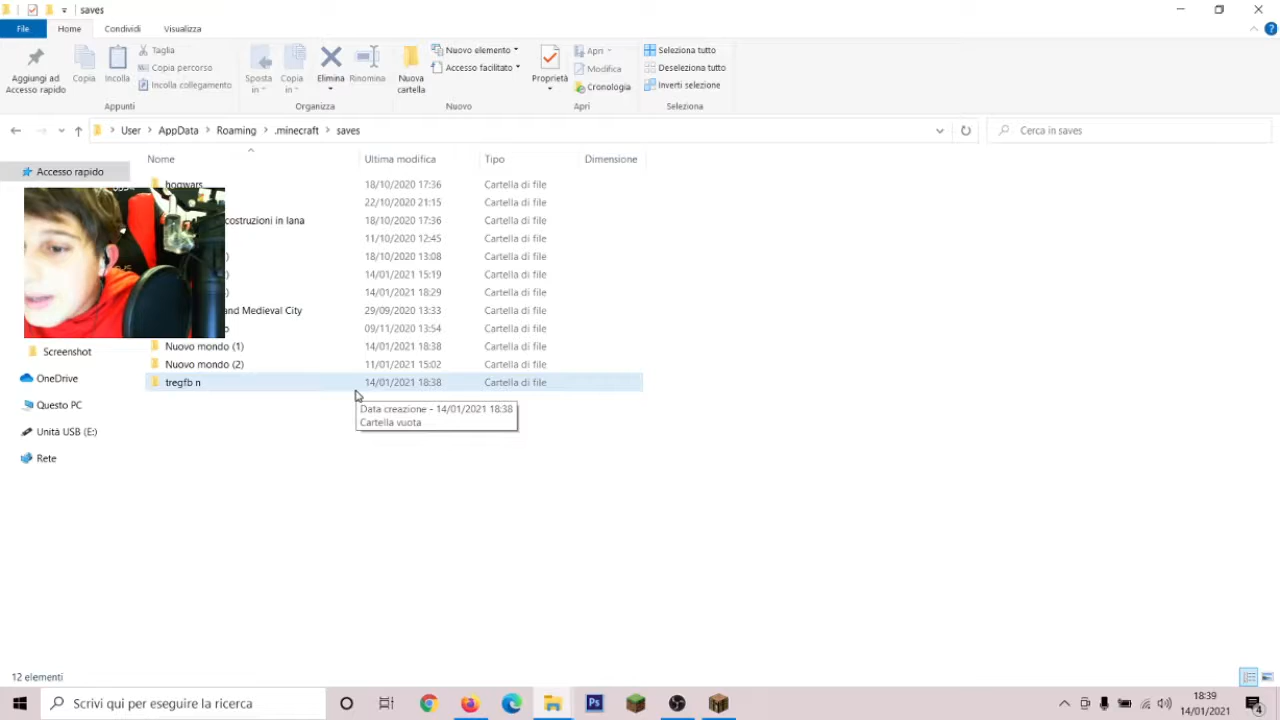 saves
File Home Condividi Visualizza
Aggiungi ad Accesso rapido
Copia
Incolla
Taglia
Copia percorso
Incolla collegamento
Appunti
Sposta in
Copia in
Elimina
Rinomina
Organizza
Nuova cartella
Nuovo elemento
Accesso facilitato
Nuovo
Proprietà
Apri
Modifica
Cronologia
Apri
Seleziona tutto
Deseleziona tutto
Inverti selezione
Seleziona
User > AppData > Roaming > .minecraft > saves
Cerca in saves
Nome Ultima modifica Tipo Dimensione
Accesso rapido
hogwars 18/10/2020 17:36 Cartella di file
22/10/2020 21:15 Cartella di file
costruzioni in lana 18/10/2020 17:36 Cartella di file
11/10/2020 12:45 Cartella di file
18/10/2020 13:08 Cartella di file
14/01/2021 15:19 Cartella di file
14/01/2021 18:29 Cartella di file
and Medieval City 29/09/2020 13:33 Cartella di file
09/11/2020 13:54 Cartella di file
Nuovo mondo (1) 14/01/2021 18:38 Cartella di file
Nuovo mondo (2) 11/01/2021 15:02 Cartella di file
tregfb n 14/01/2021 18:38 Cartella di file
Data creazione - 14/01/2021 18:38
Cartella vuota
Screenshot
OneDrive
Questo PC
Unità USB (E:)
Rete
12 elementi
Scrivi qui per eseguire la ricerca
Ps
18:39
14/01/2021
4